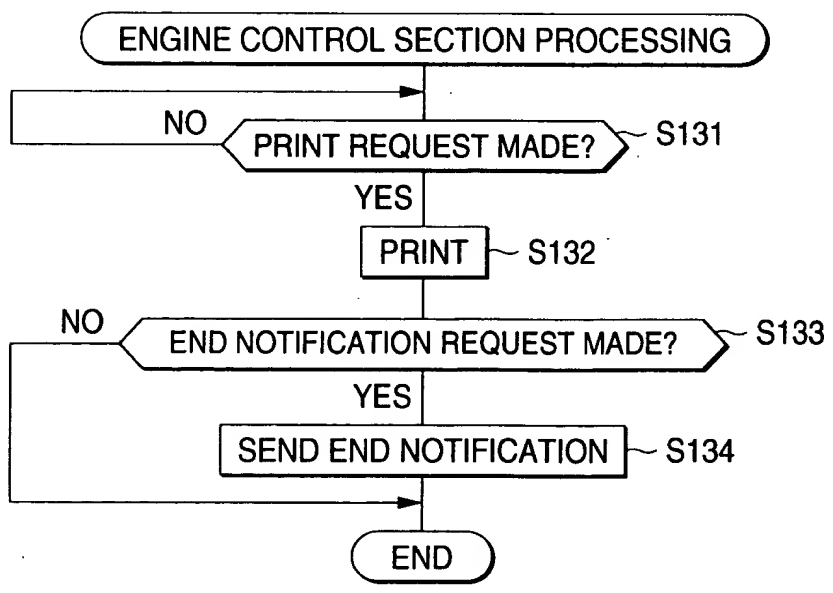 ENGINE CONTROL SECTION PROCESSING
NO
PRINT REQUEST MADE?
S131
YES
PRINT
S132
NO
END NOTIFICATION REQUEST MADE?
S133
YES
SEND END NOTIFICATION
S134
END